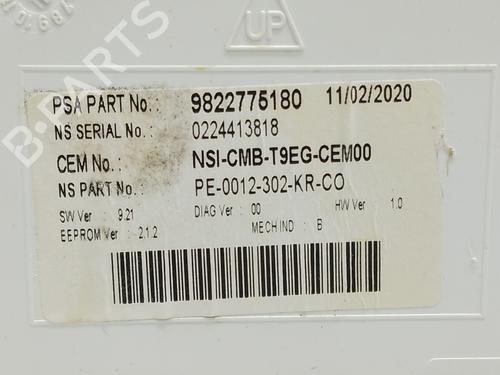 UP
PSA PART No.: 9822775180 11/02/2020
NS SERIAL No.: 0224413818
CEM No.: NSI-CMB-T9EG-CEM00
NS PART No.: PE-0012-302-KR-CO
SW Ver : 9.21 DIAG Ver : 00 HW Ver : 1.0
EEPROM Ver : 2.1.2 MECH IND : B
B-PARTS